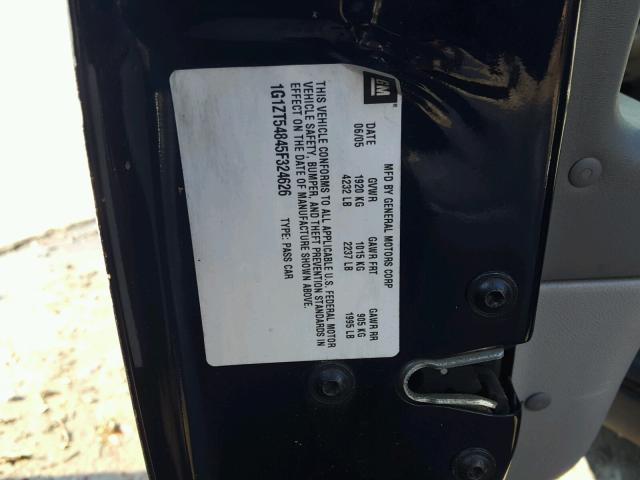 GM
MFD BY GENERAL MOTORS CORP
DATE GVWR GAWR FRT GAWR RR
06/05 1920 KG 1015 KG 905 KG
4232 LB 2237 LB 1995 LB
THIS VEHICLE CONFORMS TO ALL APPLICABLE U.S. FEDERAL MOTOR
VEHICLE SAFETY, BUMPER, AND THEFT PREVENTION STANDARDS IN
EFFECT ON THE DATE OF MANUFACTURE SHOWN ABOVE.
1G1ZT54845F324626 TYPE: PASS CAR